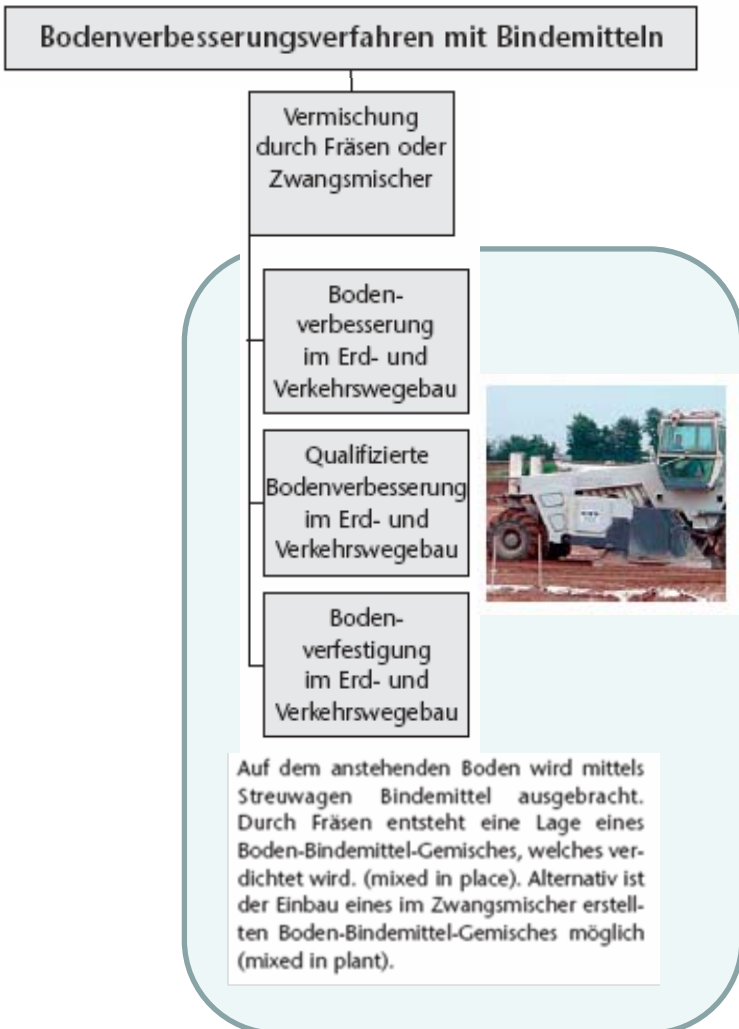 Bodenverbesserungsverfahren mit Bindemitteln
Vermischung
durch Fräsen oder
Zwangsmischer
Boden-
verbesserung
im Erd- und
Verkehrswegebau
Qualifizierte
Bodenverbesserung
im Erd- und
Verkehrswegebau
Boden-
verfestigung
im Erd- und
Verkehrswegebau
Auf dem anstehenden Boden wird mittels
Streuwagen Bindemittel ausgebracht.
Durch Fräsen entsteht eine Lage eines
Boden-Bindemittel-Gemisches, welches ver-
dichtet wird. (mixed in place). Alternativ ist
der Einbau eines im Zwangsmischer erstell-
ten Boden-Bindemittel-Gemisches möglich
(mixed in plant).